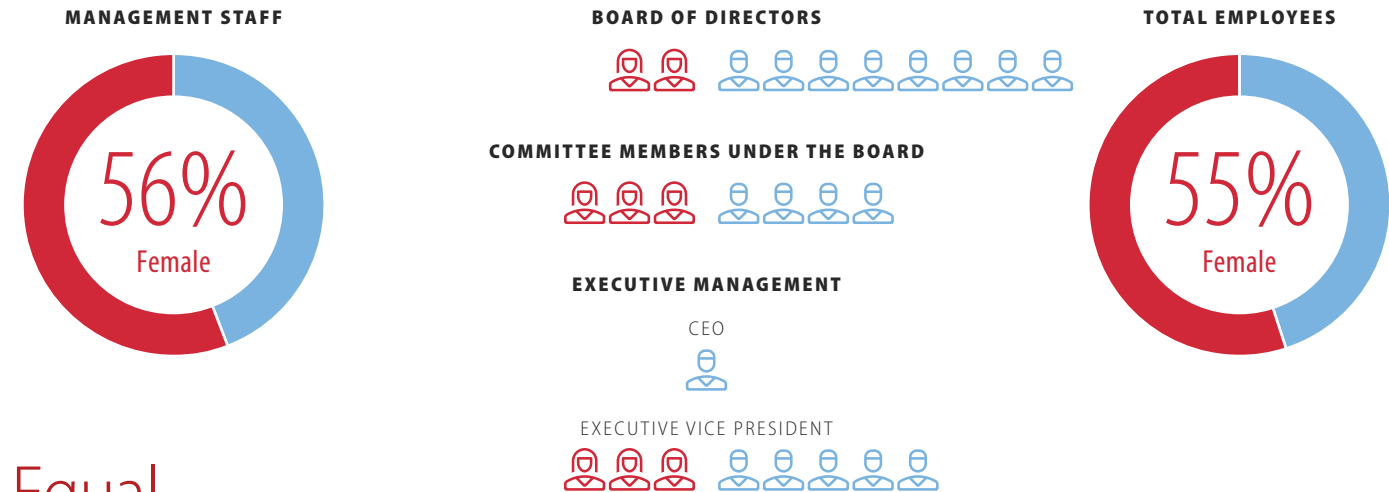 MANAGEMENT STAFF
56%
Female
BOARD OF DIRECTORS
COMMITTEE MEMBERS UNDER THE BOARD
EXECUTIVE MANAGEMENT
CEO
EXECUTIVE VICE PRESIDENT
TOTAL EMPLOYEES
55%
Female
Equal